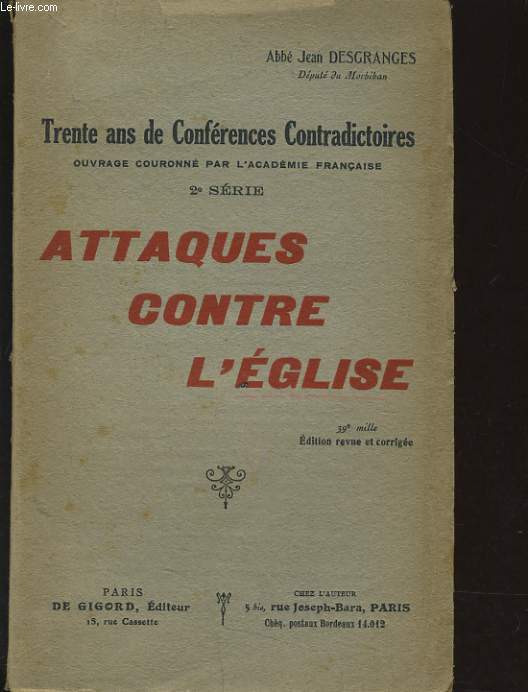 Le-livre.com
Abbé Jean DESGRANGES
Député du Morbihan
Trente ans de Conférences Contradictoires
OUVRAGE COURONNÉ PAR L'ACADÉMIE FRANÇAISE
2e SÉRIE
ATTAQUES
CONTRE
L'ÉGLISE
39e mille
Édition revue et corrigée
PARIS
DE GIGORD, Éditeur
15, rue Cassette
CHEZ L'AUTEUR
5 bis, rue Joseph-Bara, PARIS
Chèq. postaux Bordeaux 14.012